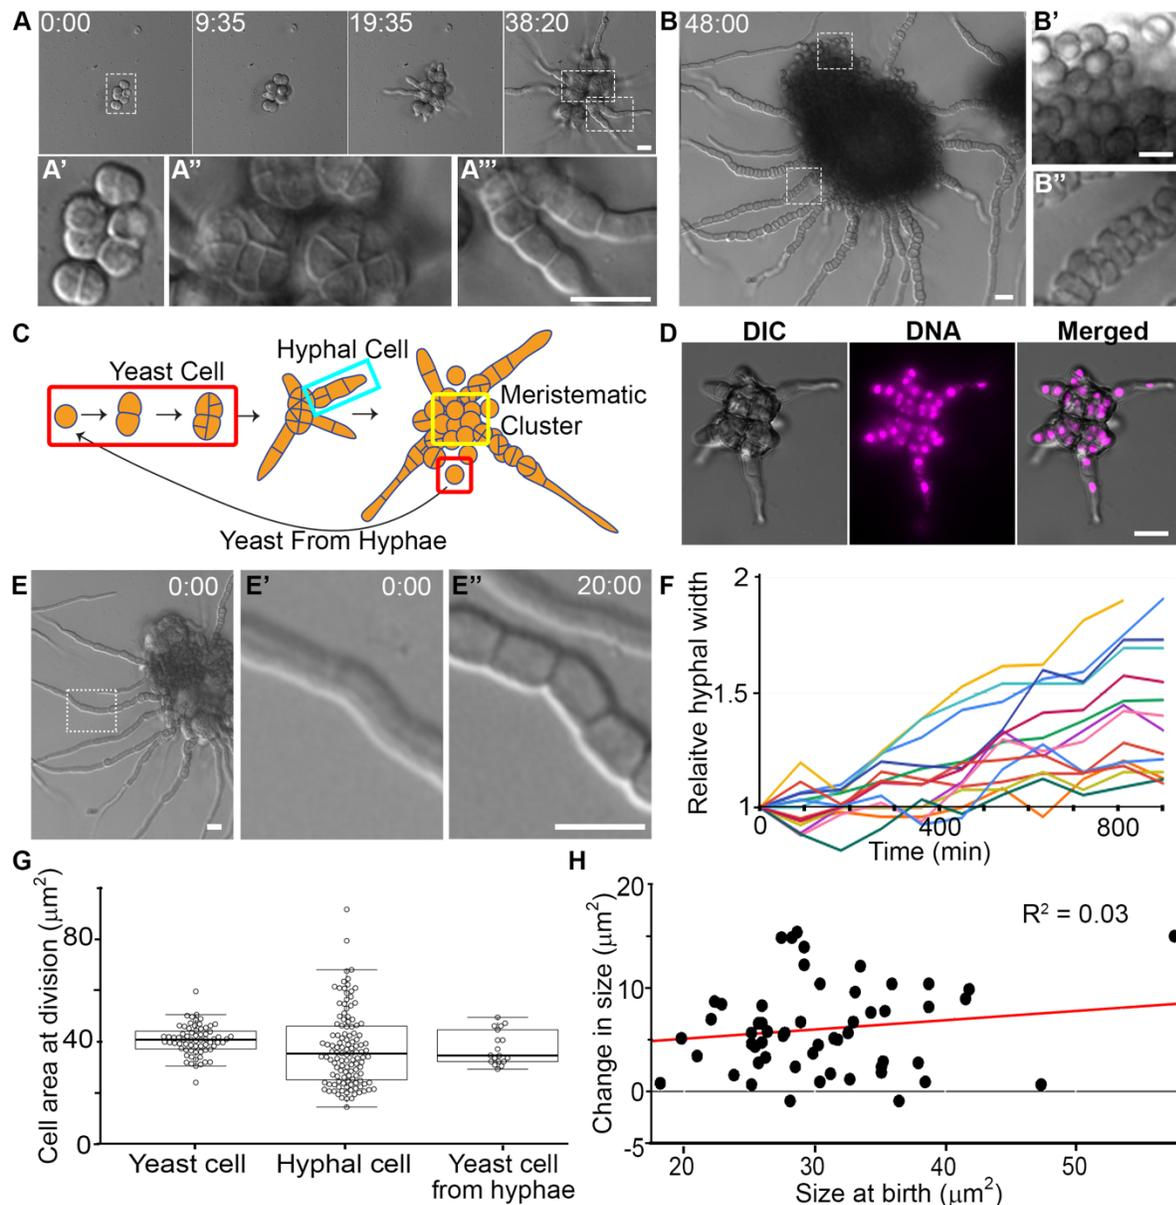 A
0:00
9:35
19:35
38:20
B
48:00
B’
A’
A”
A”’
B”
C
Yeast Cell
Hyphal Cell
Meristematic
Cluster
Yeast From Hyphae
D
DIC
DNA
Merged
E
0:00
E’
0:00
E”
20:00
F
Relaitve hyphal width
2
1.5
1
0
400
800
Time (min)
G
Cell area at division (μm²)
80
40
0
Yeast cell
Hyphal cell
Yeast cell
from hyphae
H
Change in size (μm²)
20
10
0
-5
R² = 0.03
20
30
40
50
Size at birth (μm²)